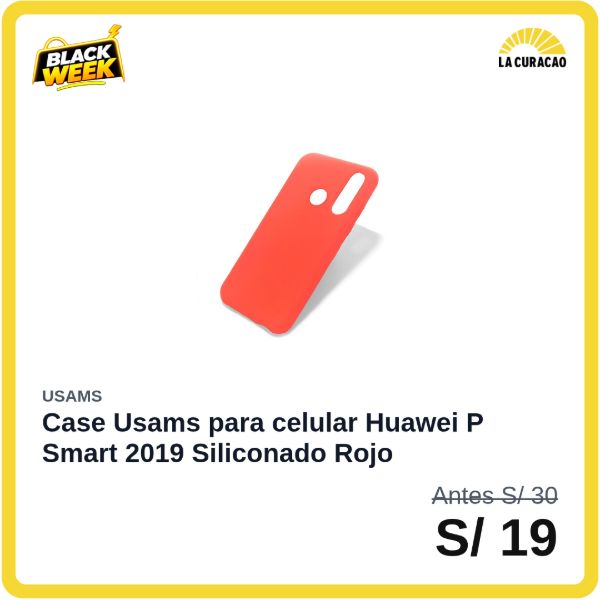 BLACK
WEEK
LA CURACAO
USAMS
Case Usams para celular Huawei P
Smart 2019 Siliconado Rojo
Antes S/ 30
S/ 19